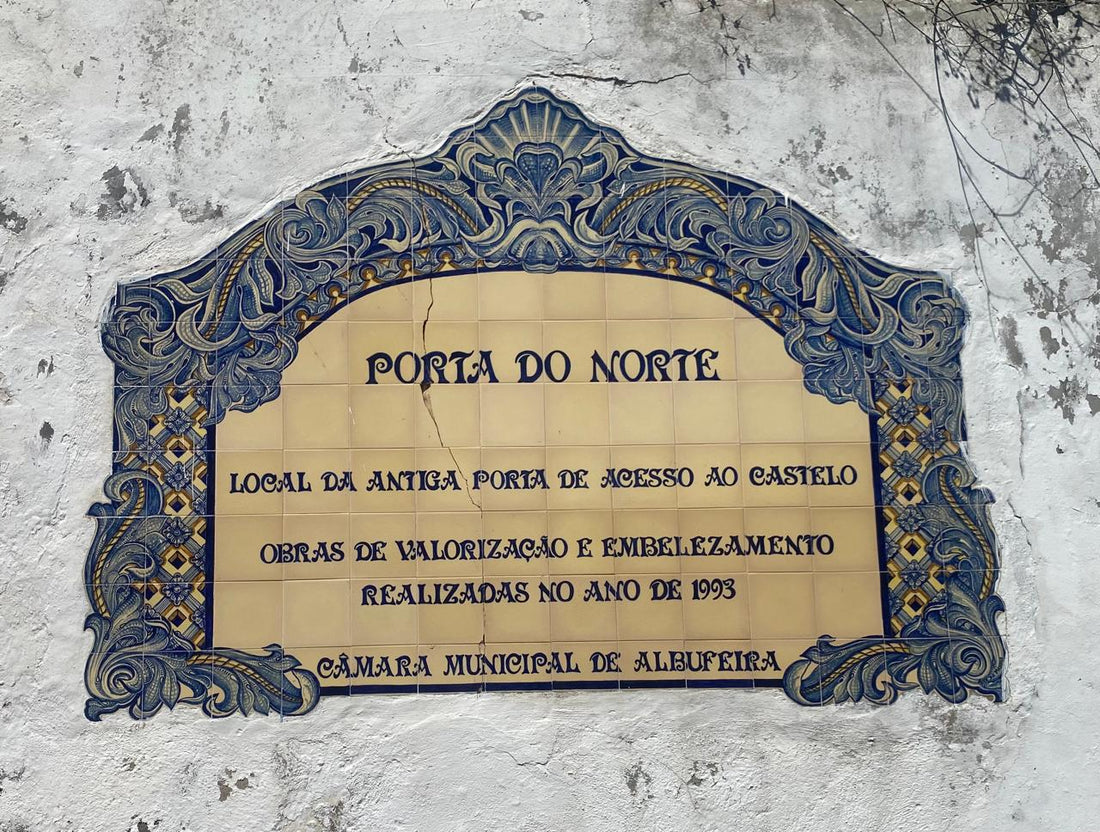 PORTA DO NORTE
LOCAL DA ANTIGA PORTA DE ACESSO AO CASTELO
OBRAS DE VALORIZAÇÃO E EMBELEZAMENTO
REALIZADAS NO ANO DE 1993
CÂMARA MUNICIPAL DE ALBUFEIRA